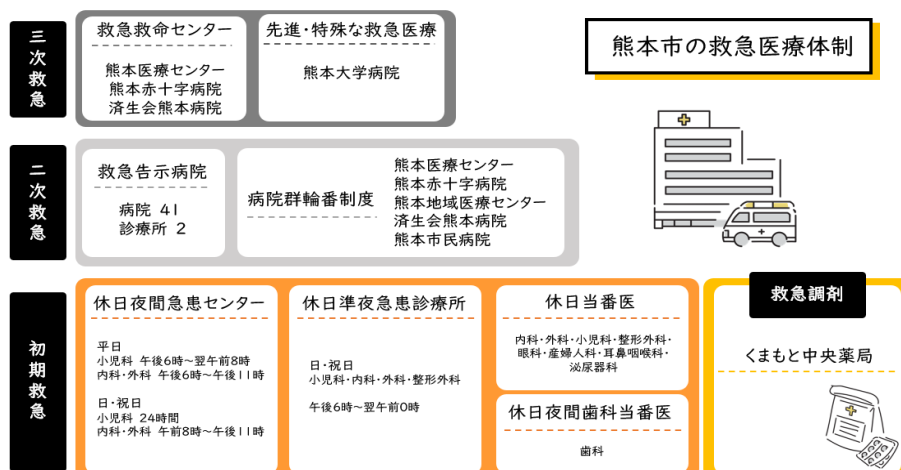 熊本市の救急医療体制
三次救急
救急救命センター
熊本医療センター
熊本赤十字病院
済生会熊本病院
先進・特殊な救急医療
熊本大学病院
二次救急
救急告示病院
病院 41
診療所 2
病院群輪番制度
熊本医療センター
熊本赤十字病院
熊本地域医療センター
済生会熊本病院
熊本市民病院
初期救急
休日夜間急患センター
平日
小児科 午後6時～翌午前8時
内科・外科 午後6時～午後11時
日・祝日
小児科 24時間
内科・外科 午前8時～午後11時
休日準夜急患診療所
日・祝日
小児科・内科・外科・整形外科
午後6時～翌午前0時
休日当番医
内科・外科・小児科・整形外科・
眼科・産婦人科・耳鼻咽喉科・
泌尿器科
休日夜間歯科当番医
歯科
救急調剤
くまもと中央薬局